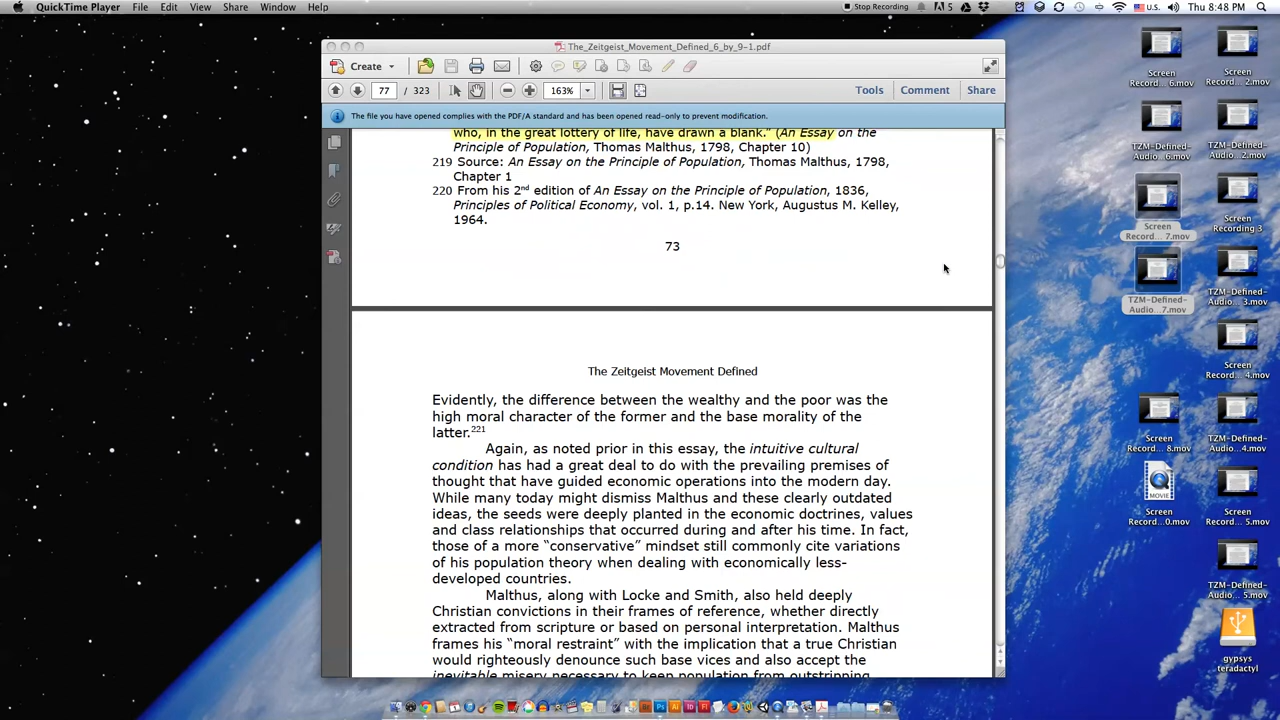 QuickTime Player File Edit View Share Window Help
Stop Recording
5
U.S.
Thu 8:48 PM
The_Zeitgeist_Movement_Defined_6_by_9-1.pdf
Create
77 / 323
163%
Tools Comment Share
The file you have opened complies with the PDF/A standard and has been opened read-only to prevent modification.
who, in the great lottery of life, have drawn a blank." (An Essay on the
Principle of Population, Thomas Malthus, 1798, Chapter 10)
219 Source: An Essay on the Principle of Population, Thomas Malthus, 1798,
Chapter 1
220 From his 2nd edition of An Essay on the Principle of Population, 1836,
Principles of Political Economy, vol. 1, p.14. New York, Augustus M. Kelley,
1964.
73
The Zeitgeist Movement Defined
Evidently, the difference between the wealthy and the poor was the
high moral character of the former and the base morality of the
latter.221
Again, as noted prior in this essay, the intuitive cultural
condition has had a great deal to do with the prevailing premises of
thought that have guided economic operations into the modern day.
While many today might dismiss Malthus and these clearly outdated
ideas, the seeds were deeply planted in the economic doctrines, values
and class relationships that occurred during and after his time. In fact,
those of a more “conservative” mindset still commonly cite variations
of his population theory when dealing with economically less-
developed countries.
Malthus, along with Locke and Smith, also held deeply
Christian convictions in their frames of reference, whether directly
extracted from scripture or based on personal interpretation. Malthus
frames his “moral restraint” with the implication that a true Christian
would righteously denounce such base vices and also accept the
inevitable misery necessary to keep population from outstripping
Screen
Record...6.mov
Screen
Record... 2.mov
TZM-Defined-
Audio...6.mov
TZM-Defined-
Audio...2.mov
Screen
Record... 7.mov
Screen
Recording 3
TZM-Defined-
Audio...7.mov
TZM-Defined-
Audio...3.mov
Screen
Record...4.mov
Screen
Record...8.mov
TZM-Defined-
Audio...4.mov
MOVIE
Screen
Record...0.mov
Screen
Record...5.mov
TZM-Defined-
Audio...5.mov
gypsys
teradactyl